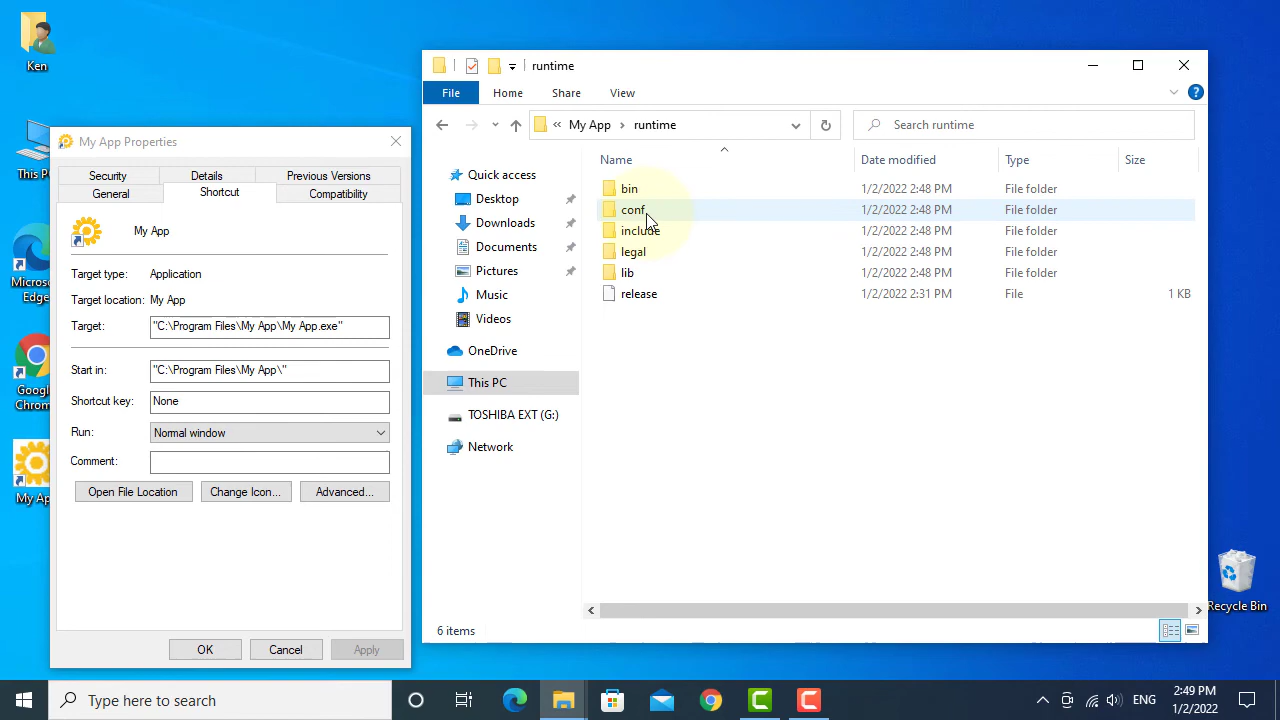 Ken
This P
Microso
Edge
Google
Chrom
My Ap
My App Properties
Security
Details
Previous Versions
General
Shortcut
Compatibility
My App
Target type:
Application
Target location:
My App
Target:
"C:\Program Files\My App\My App.exe"
Start in:
"C:\Program Files\My App\"
Shortcut key:
None
Run:
Normal window
Comment:
Open File Location
Change Icon...
Advanced...
OK
Cancel
Apply
runtime
File
Home
Share
View
« My App › runtime
Search runtime
Name
Date modified
Type
Size
bin 1/2/2022 2:48 PM File folder
conf 1/2/2022 2:48 PM File folder
include 1/2/2022 2:48 PM File folder
legal 1/2/2022 2:48 PM File folder
lib 1/2/2022 2:48 PM File folder
release 1/2/2022 2:31 PM File 1 KB
Quick access
Desktop
Downloads
Documents
Pictures
Music
Videos
OneDrive
This PC
TOSHIBA EXT (G:)
Network
6 items
Recycle Bin
Type here to search
ENG
2:49 PM
1/2/2022